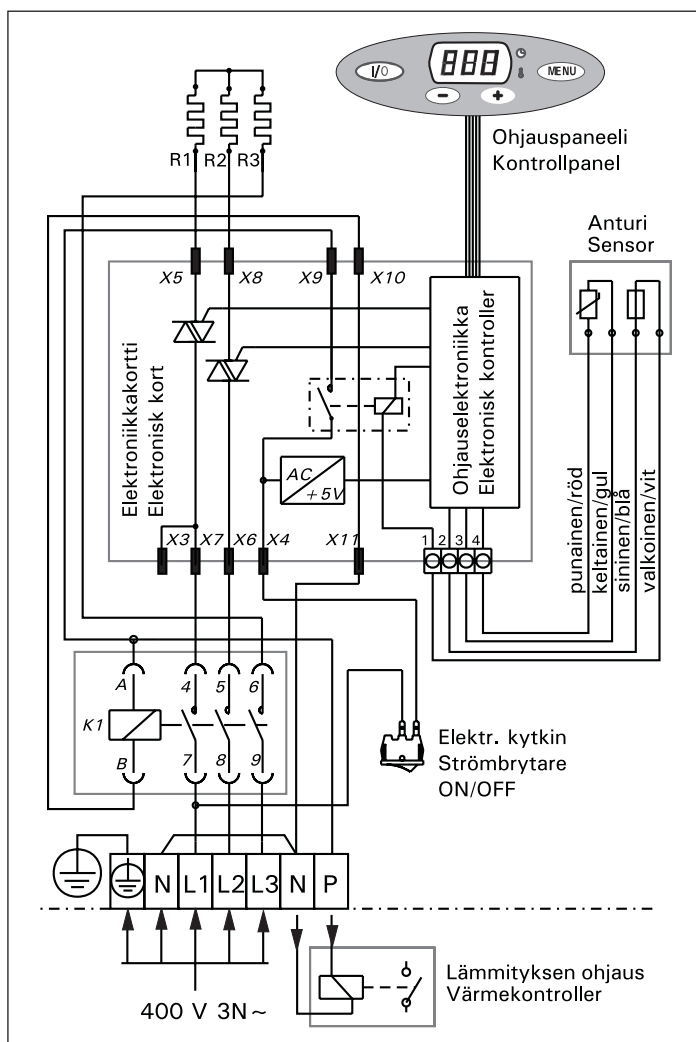 I/O
888
MENU
− +
Ohjauspaneeli
Kontrollpanel
R1 R2 R3
Anturi
Sensor
X5 X8 X9 X10
Elektroniikkakortti
Elektronisk kort
Ohjauselektroniikka
Elektronisk kontroller
AC
+5V
punainen/röd
keltainen/gul
sininen/blå
valkoinen/vit
X3 X7 X6 X4 X11
1 2 3 4
A 4 5 6
K1
B 7 8 9
Elektr. kytkin
Strömbrytare
ON/OFF
N L1 L2 L3 N P
400 V 3N~
Lämmityksen ohjaus
Värmekontroller